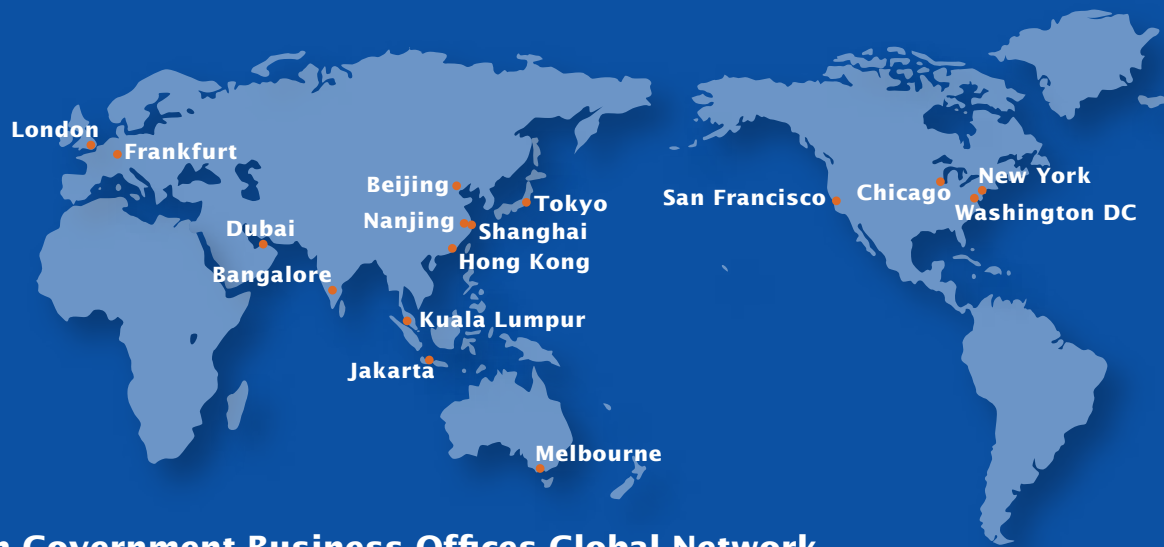 London
Frankfurt
Beijing
Tokyo
New York
San Francisco
Chicago
Washington DC
Nanjing
Shanghai
Dubai
Hong Kong
Bangalore
Kuala Lumpur
Jakarta
Melbourne
Government Business Offices Global Network